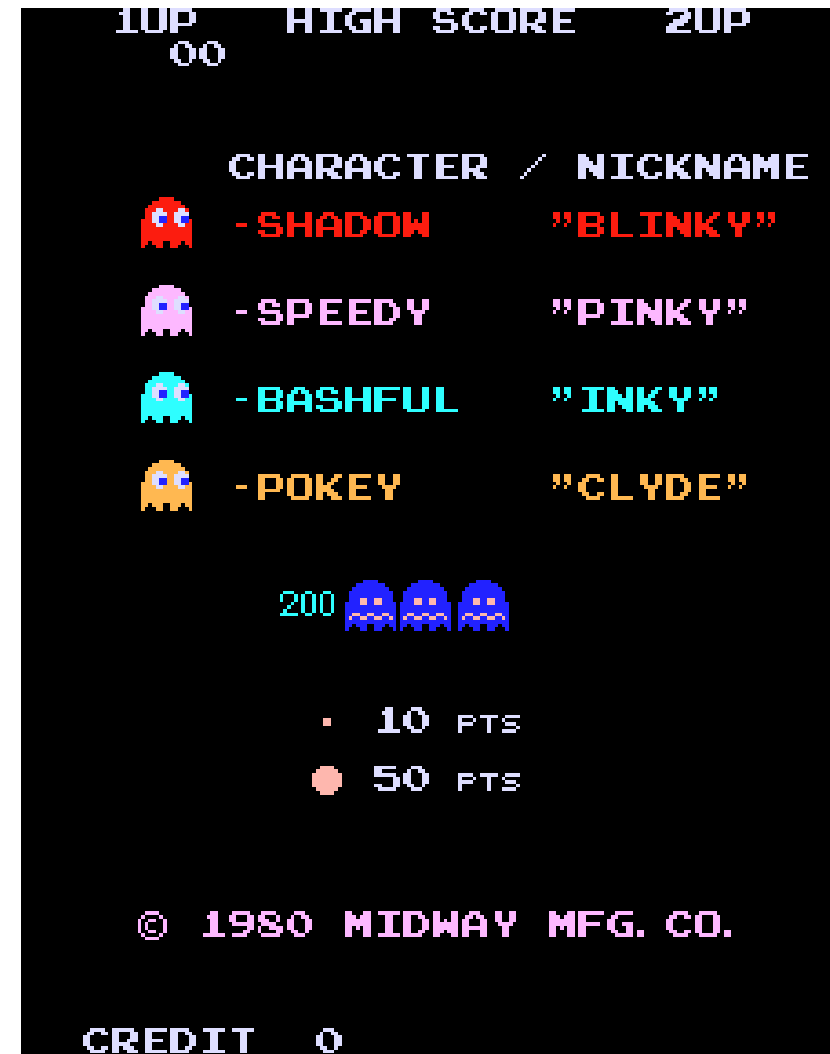 1UP HIGH SCORE 2UP
00
CHARACTER / NICKNAME
-SHADOW "BLINKY"
-SPEEDY "PINKY"
-BASHFUL "INKY"
-POKEY "CLYDE"
200
10 PTS
50 PTS
© 1980 MIDWAY MFG. CO.
CREDIT 0